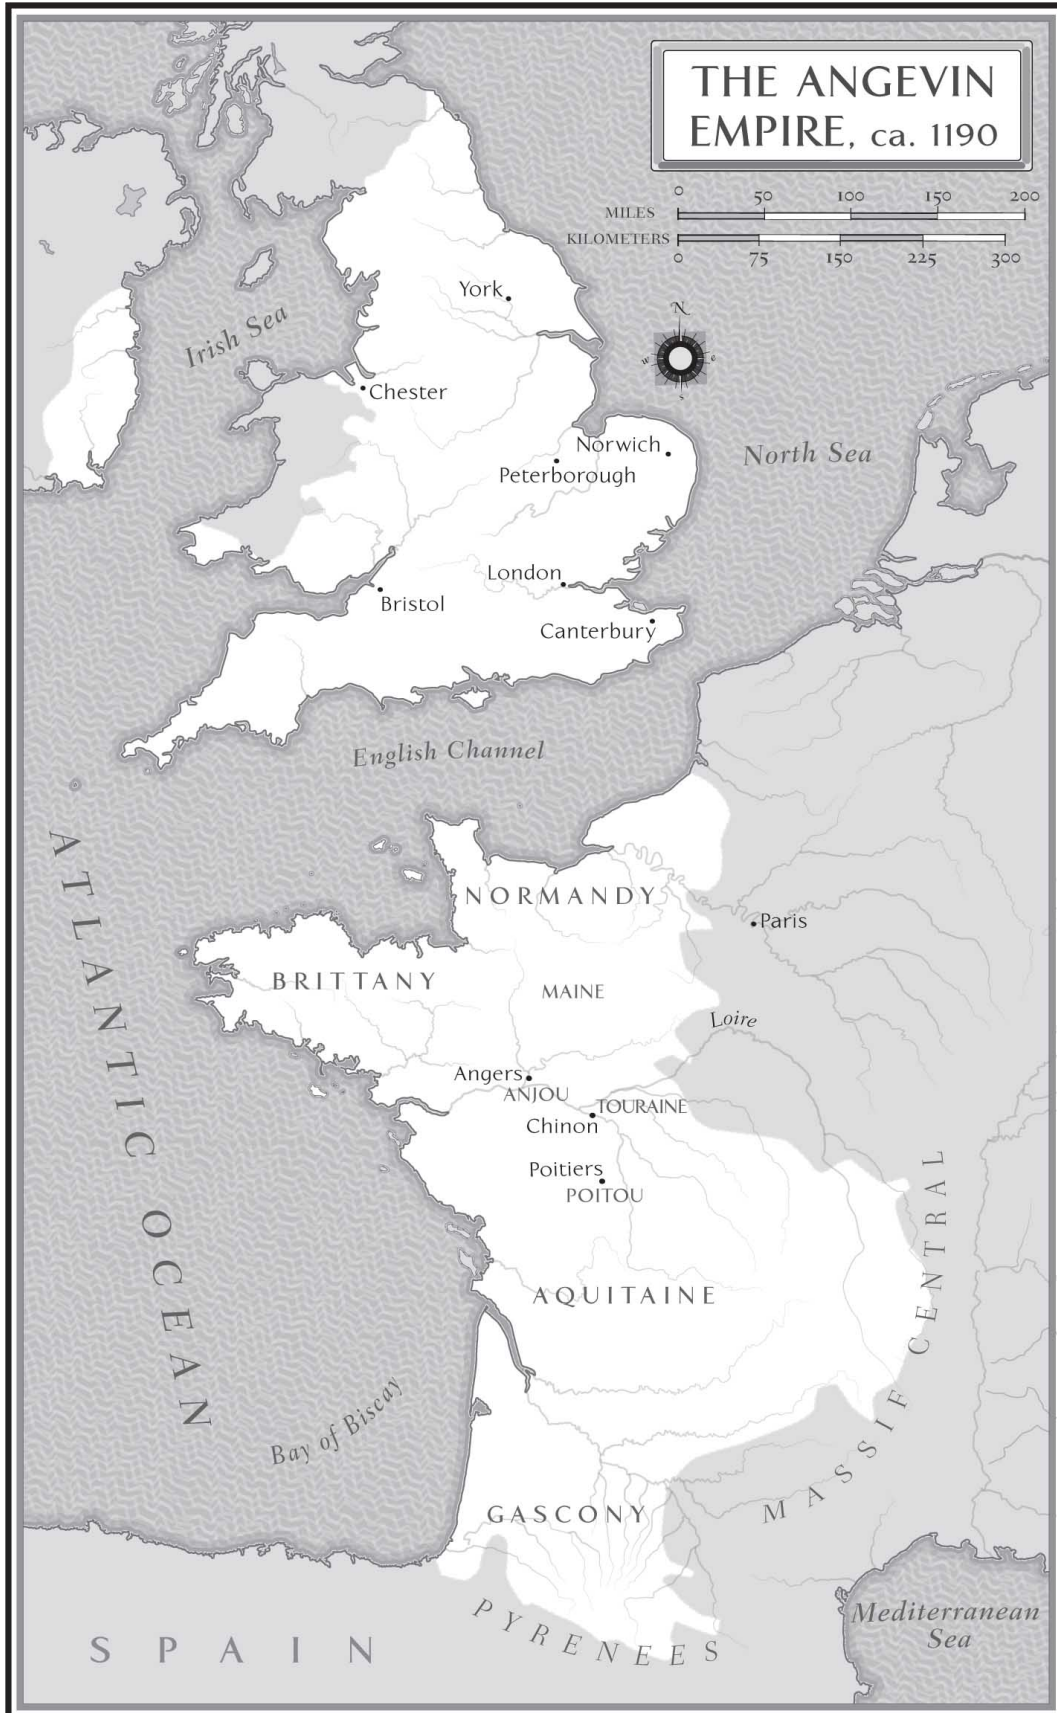 THE ANGEVIN
EMPIRE, ca. 1190
0 50 100 150 200
MILES
KILOMETERS
0 75 150 225 300
N
w e
s
York
Irish Sea
Chester
Norwich
North Sea
Peterborough
London
Bristol
Canterbury
English Channel
ATLANTIC OCEAN
NORMANDY
Paris
BRITTANY
MAINE
Loire
Angers
ANJOU
TOURAINE
Chinon
Poitiers
POITOU
AQUITAINE
MASSIF CENTRAL
Bay of Biscay
GASCONY
PYRENEES
Mediterranean
Sea
SPAIN